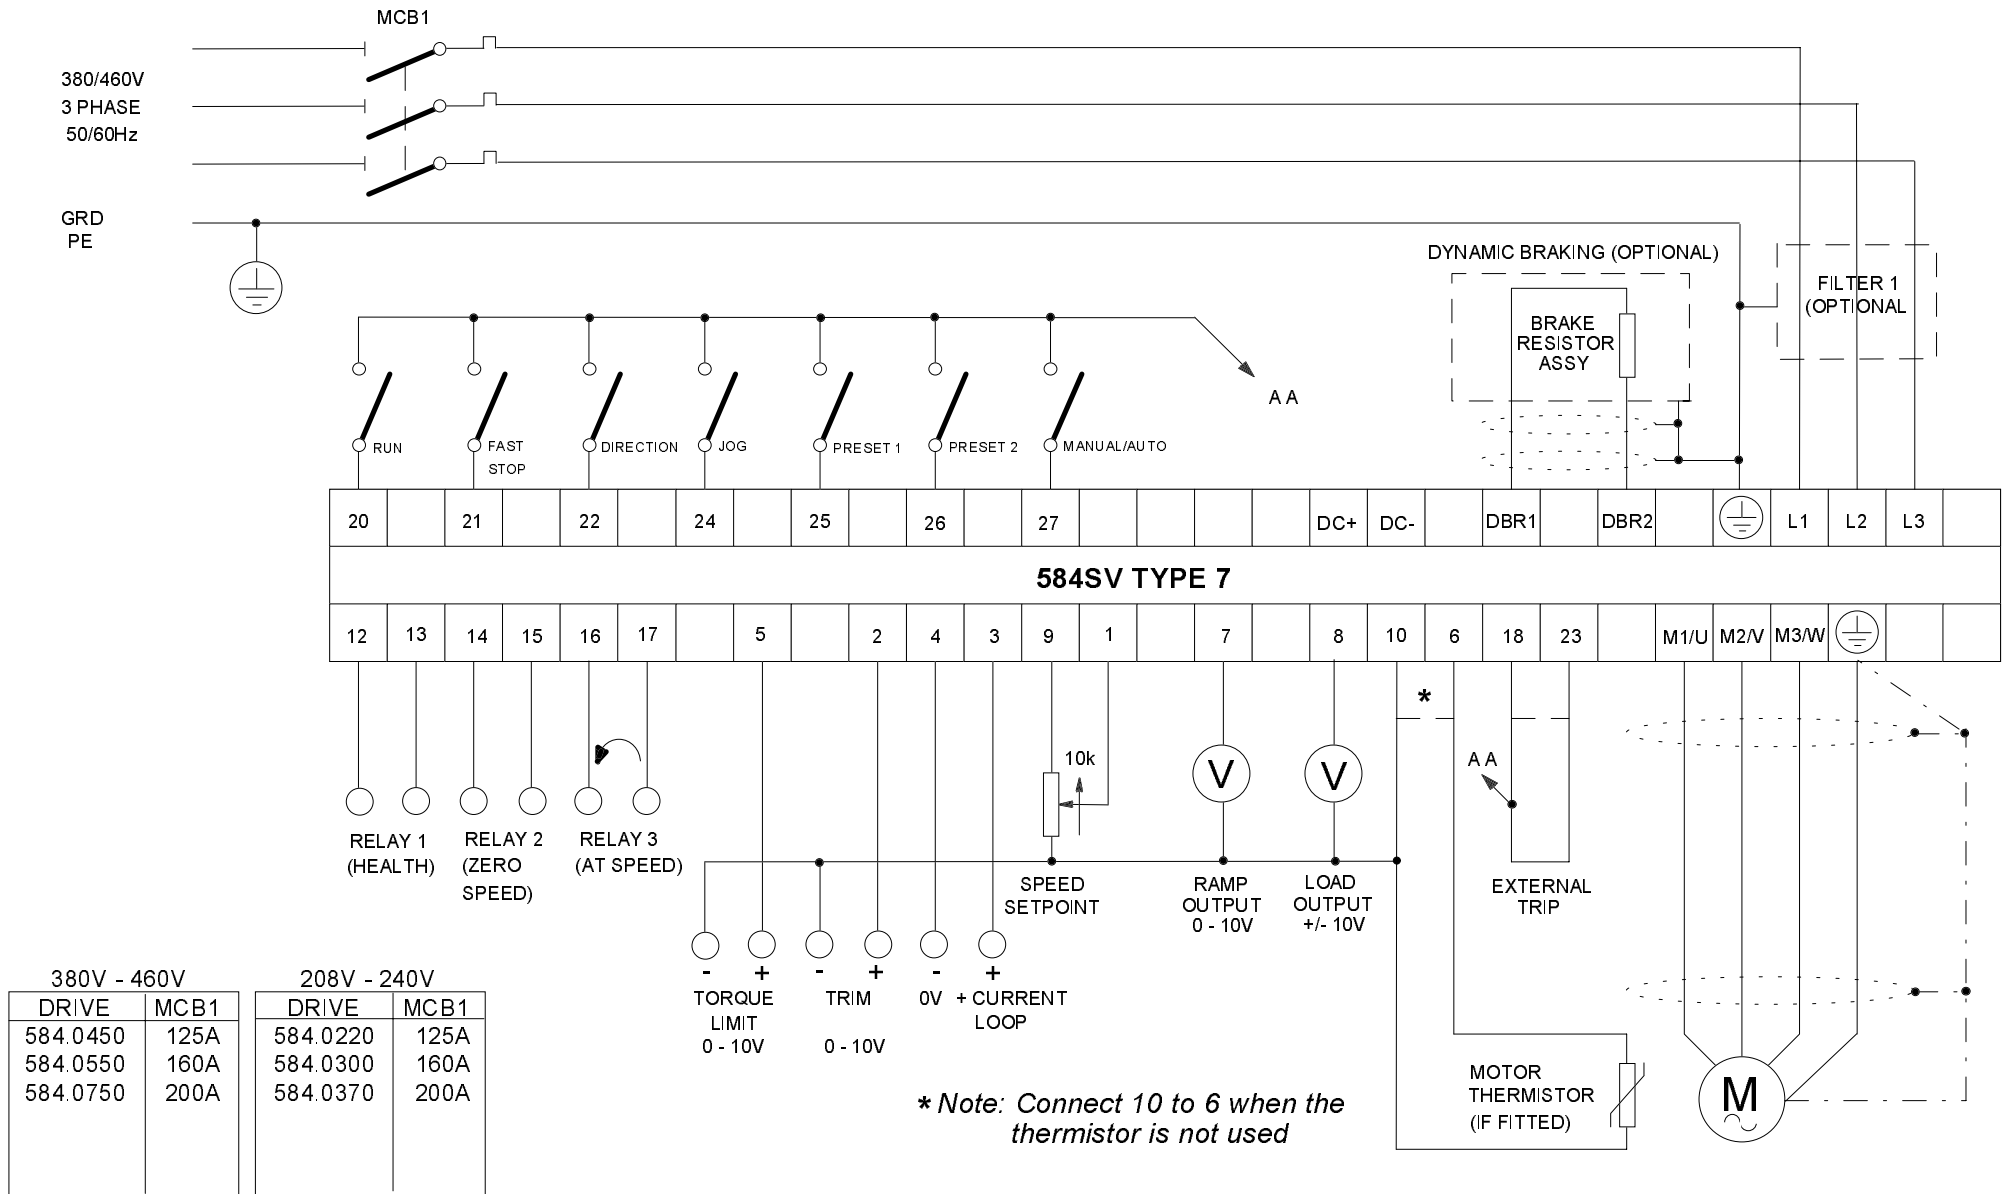 MCB1
380/460V
3 PHASE
50/60Hz
GRD
PE
DYNAMIC BRAKING (OPTIONAL)
FILTER 1
(OPTIONAL
BRAKE
RESISTOR
ASSY
A A
RUN
FAST
STOP
DIRECTION
JOG
PRESET 1
PRESET 2
MANUAL/AUTO
20 21 22 24 25 26 27 DC+ DC- DBR1 DBR2 L1 L2 L3
584SV TYPE 7
12 13 14 15 16 17 5 2 4 3 9 1 7 8 10 6 18 23 M1/U M2/V M3/W
*
10k
V
V
A A
RELAY 1
(HEALTH)
RELAY 2
(ZERO
SPEED)
RELAY 3
(AT SPEED)
SPEED
SETPOINT
RAMP
OUTPUT
0 - 10V
LOAD
OUTPUT
+/- 10V
EXTERNAL
TRIP
- + - + - +
TORQUE
LIMIT
0 - 10V
TRIM
0 - 10V
0V
+ CURRENT
LOOP
MOTOR
THERMISTOR
(IF FITTED)
M
* Note: Connect 10 to 6 when the
thermistor is not used
380V - 460V
DRIVE MCB1
584.0450 125A
584.0550 160A
584.0750 200A
208V - 240V
DRIVE MCB1
584.0220 125A
584.0300 160A
584.0370 200A